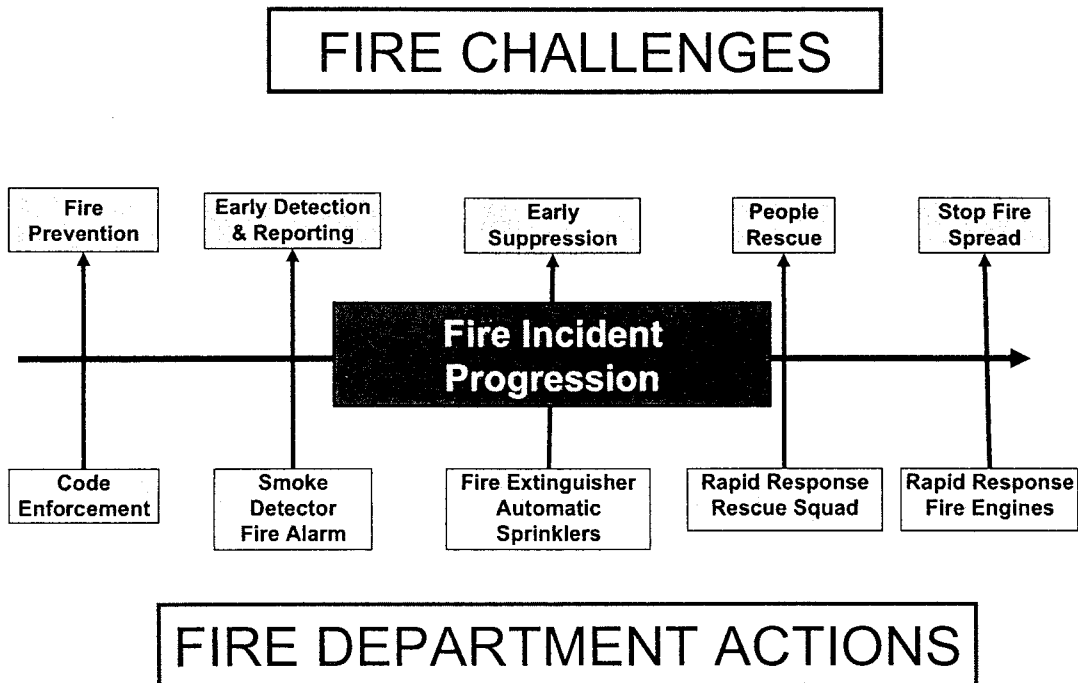 FIRE CHALLENGES
Fire
Prevention
Early Detection
& Reporting
Early
Suppression
People
Rescue
Stop Fire
Spread
Fire Incident
Progression
Code
Enforcement
Smoke
Detector
Fire Alarm
Fire Extinguisher
Automatic
Sprinklers
Rapid Response
Rescue Squad
Rapid Response
Fire Engines
FIRE DEPARTMENT ACTIONS